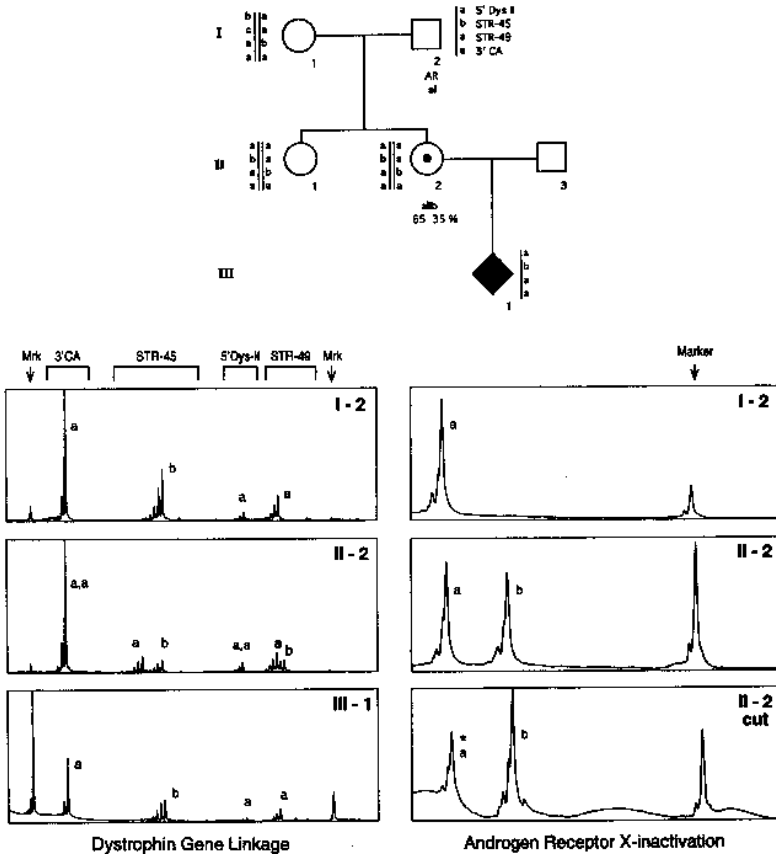 I
b a
c a
a b
a a
1
2
AR
a 5' Dys II
b STR-45
a STR-49
a 3' CA
II
a a
b a
a b
1
a
b
a b
a a
2
65 35 %
3
III
1
a
b
a
a
Mrk 3'CA STR-45 5'Dys-II STR-49 Mrk
Marker
I - 2
a
b
a
a
I - 2
a
II - 2
a,a
a
b
a,a
a
b
II - 2
a
b
III - 1
a
b
a
a
II - 2
cut
*
a
b
Dystrophin Gene Linkage
Androgen Receptor X-inactivation